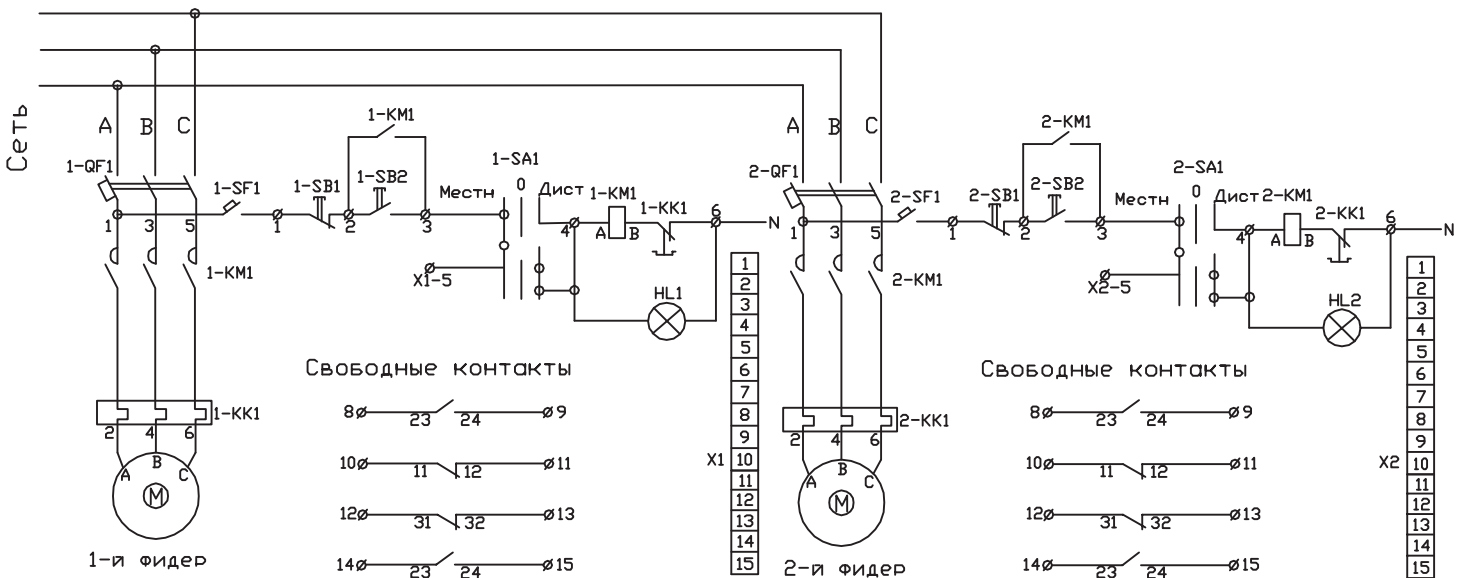 Сеть
A B C
1-QF1
1-SF1
1-SB1
1-SB2
1-KM1
Местн
1-SA1
0
Дист
1-KM1
1-KK1
6
N
1 3 5
1
2
3
4
A B
1-KM1
X1-5
HL1
Свободные контакты
1-KK1
2 4 6
A B C
M
1-й фидер
8 23 24 9
10 11 12 11
12 31 32 13
14 23 24 15
X1
1
2
3
4
5
6
7
8
9
10
11
12
13
14
15
A B C
2-QF1
2-SF1
2-SB1
2-SB2
2-KM1
Местн
2-SA1
0
Дист
2-KM1
2-KK1
6
N
1 3 5
1
2
3
4
A B
2-KM1
X2-5
HL2
Свободные контакты
2-KK1
2 4 6
A B C
M
2-й фидер
8 23 24 9
10 11 12 11
12 31 32 13
14 23 24 15
X2
1
2
3
4
5
6
7
8
9
10
11
12
13
14
15